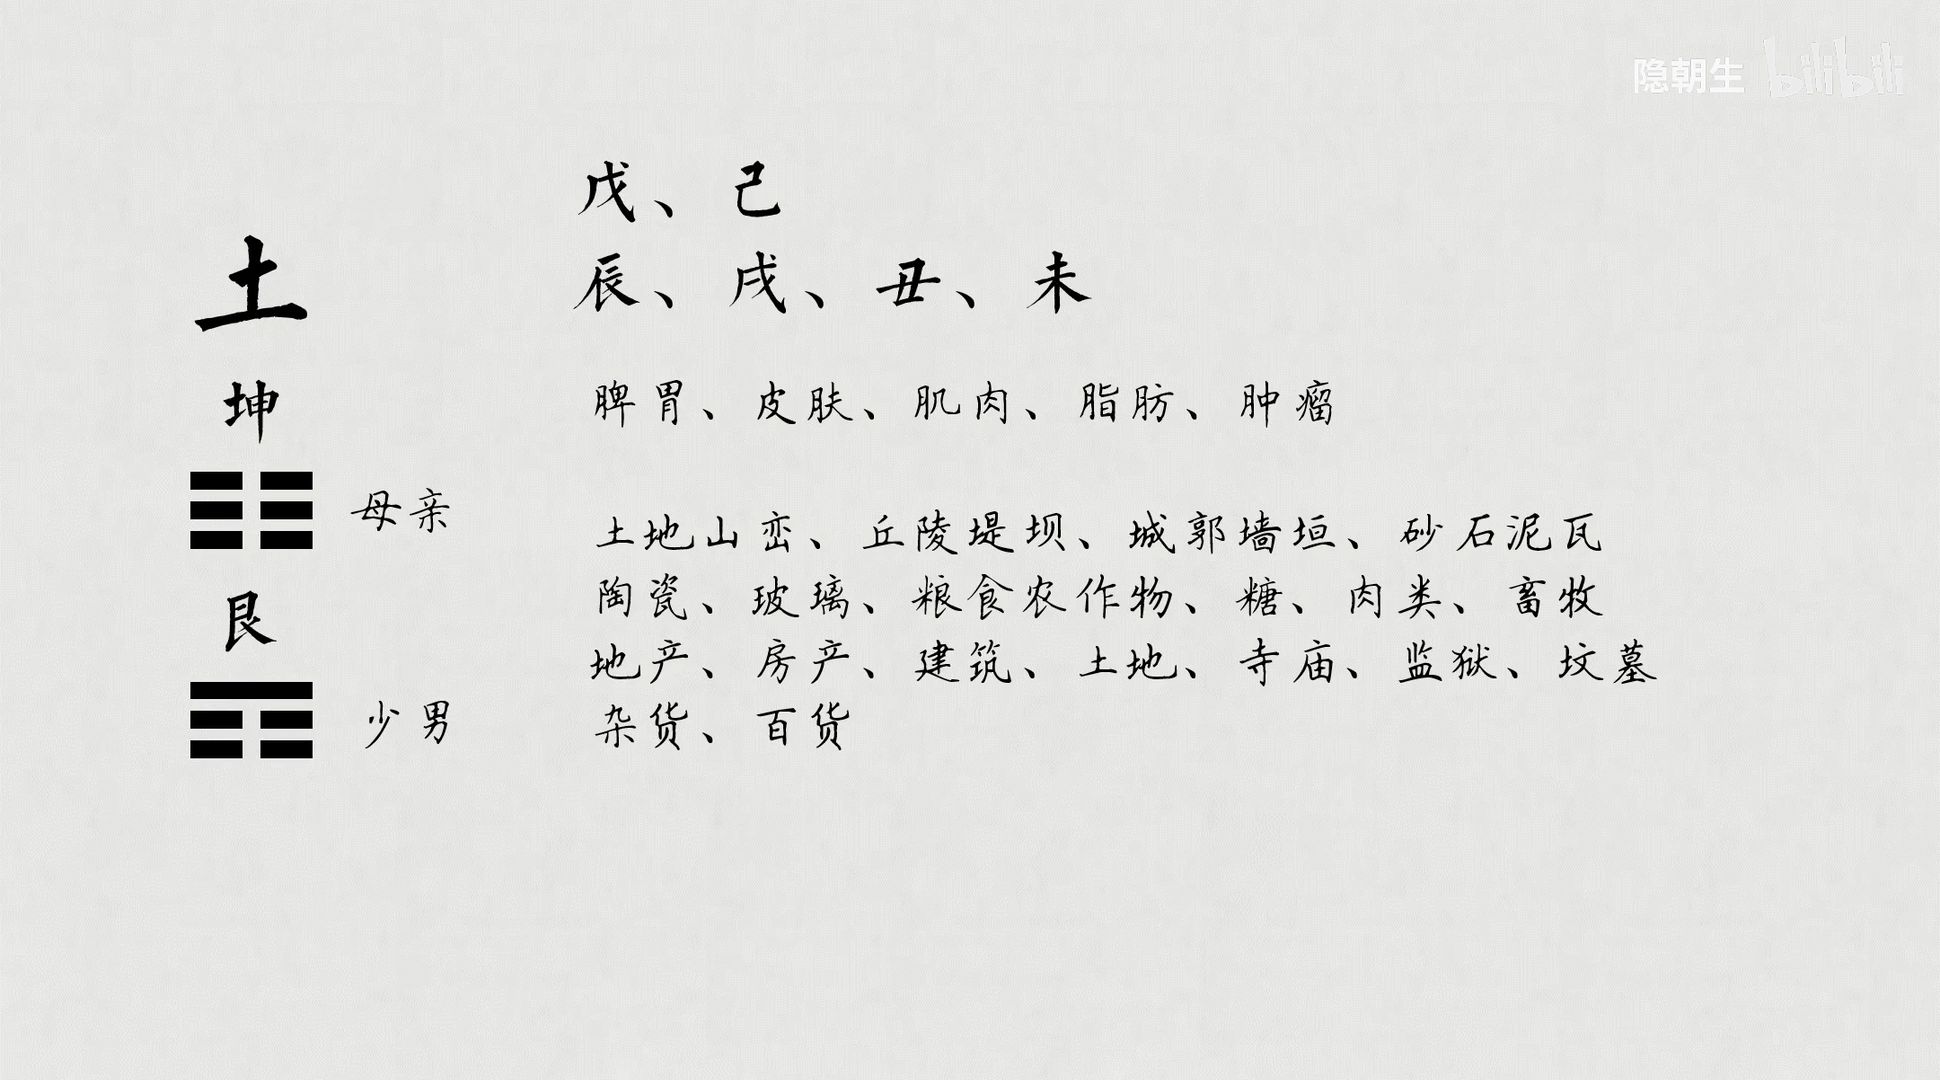 隐朝生 bilibili
土
戊、己
辰、戌、丑、未
坤
母亲
艮
少男
脾胃、皮肤、肌肉、脂肪、肿瘤
土地山峦、丘陵堤坝、城郭墙垣、砂石泥瓦
陶瓷、玻璃、粮食农作物、糖、肉类、畜牧
地产、房产、建筑、土地、寺庙、监狱、坟墓
杂货、百货